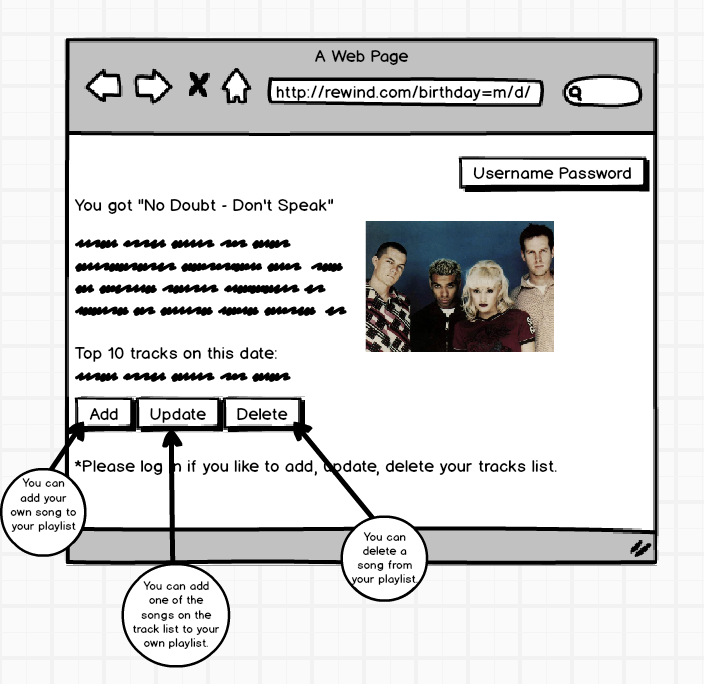 A Web Page
http://rewind.com/birthday=m/d/
Username Password
You got "No Doubt - Don't Speak"
Top 10 tracks on this date:
Add
Update
Delete
*Please log in if you like to add, update, delete your tracks list.
You can
add your
own song to
your playlist
You can add
one of the
songs on the
track list to your
own playlist.
You can
delete a
song from
your playlist.